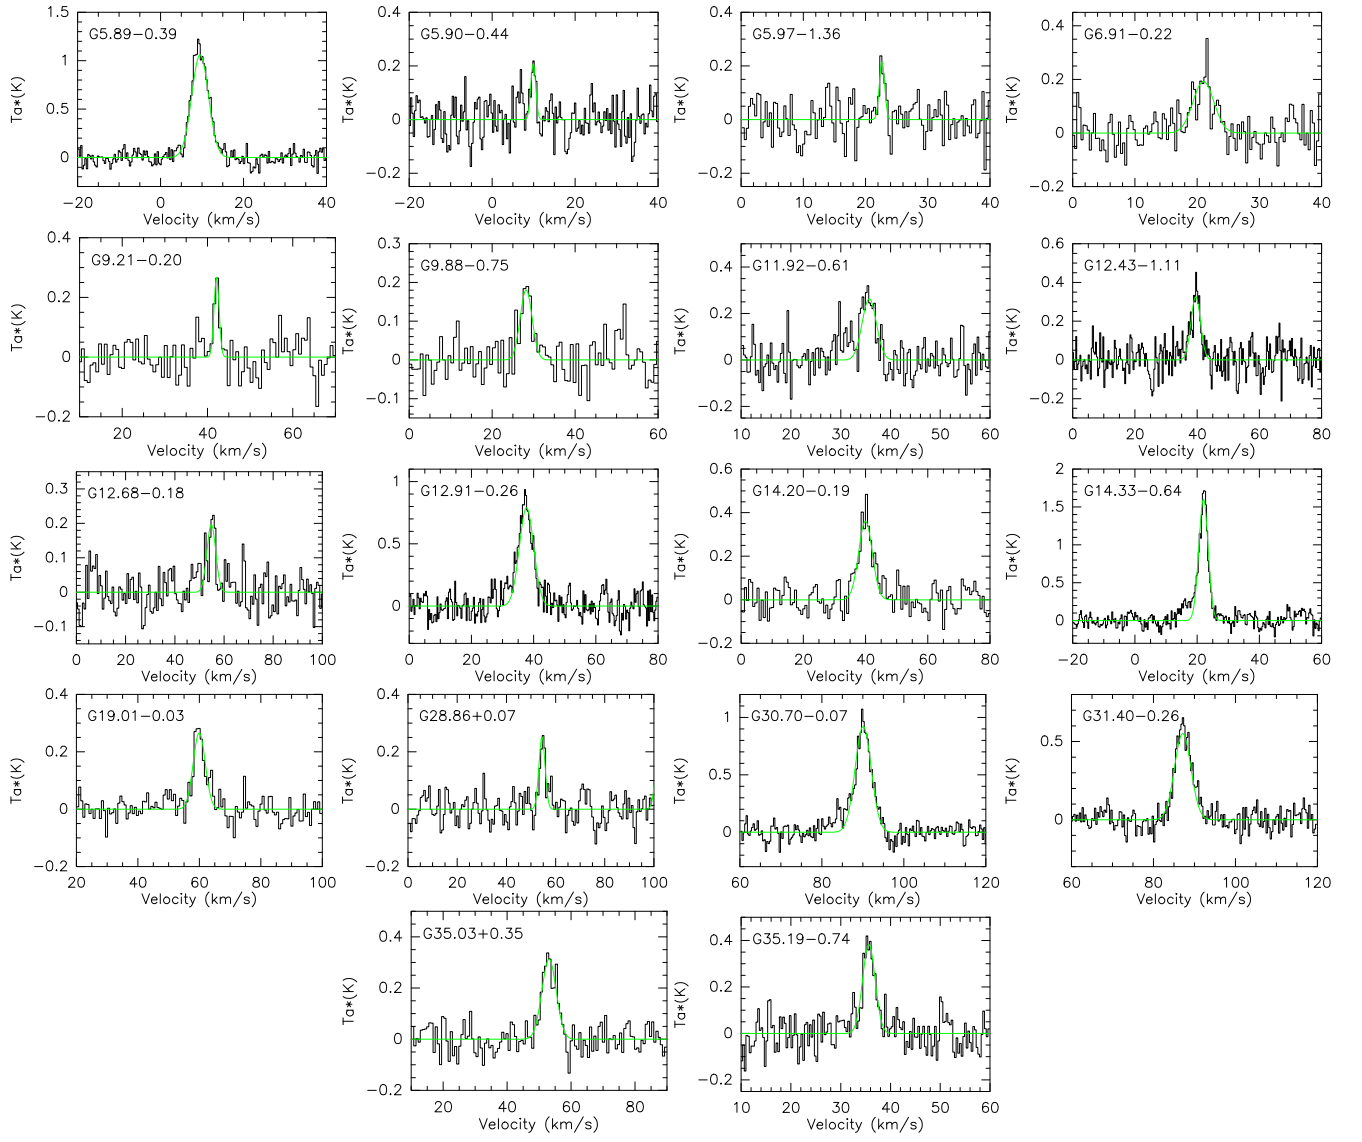 G5.89−0.39
Ta*(K)
1.5
1
0.5
0
−20 0 20 40
Velocity (km/s)
G5.90−0.44
Ta*(K)
0.4
0.2
0
−0.2
−20 0 20 40
Velocity (km/s)
G5.97−1.36
Ta*(K)
0.4
0.2
0
−0.2
0 10 20 30 40
Velocity (km/s)
G6.91−0.22
Ta*(K)
0.4
0.2
0
−0.2
0 10 20 30 40
Velocity (km/s)
G9.21−0.20
Ta*(K)
0.4
0.2
0
−0.2
20 40 60
Velocity (km/s)
G9.88−0.75
Ta*(K)
0.3
0.2
0.1
0
−0.1
0 20 40 60
Velocity (km/s)
G11.92−0.61
Ta*(K)
0.4
0.2
0
−0.2
10 20 30 40 50 60
Velocity (km/s)
G12.43−1.11
Ta*(K)
0.6
0.4
0.2
0
−0.2
0 20 40 60 80
Velocity (km/s)
G12.68−0.18
Ta*(K)
0.3
0.2
0.1
0
−0.1
0 20 40 60 80 100
Velocity (km/s)
G12.91−0.26
Ta*(K)
1
0.5
0
0 20 40 60 80
Velocity (km/s)
G14.20−0.19
Ta*(K)
0.6
0.4
0.2
0
−0.2
0 20 40 60 80
Velocity (km/s)
G14.33−0.64
Ta*(K)
2
1.5
1
0.5
0
−20 0 20 40 60
Velocity (km/s)
G19.01−0.03
Ta*(K)
0.4
0.2
0
−0.2
20 40 60 80 100
Velocity (km/s)
G28.86+0.07
Ta*(K)
0.4
0.2
0
−0.2
0 20 40 60 80 100
Velocity (km/s)
G30.70−0.07
Ta*(K)
1
0.5
0
60 80 100 120
Velocity (km/s)
G31.40−0.26
Ta*(K)
0.5
0
60 80 100 120
Velocity (km/s)
G35.03+0.35
Ta*(K)
0.4
0.2
0
−0.2
20 40 60 80
Velocity (km/s)
G35.19−0.74
Ta*(K)
0.4
0.2
0
−0.2
10 20 30 40 50 60
Velocity (km/s)